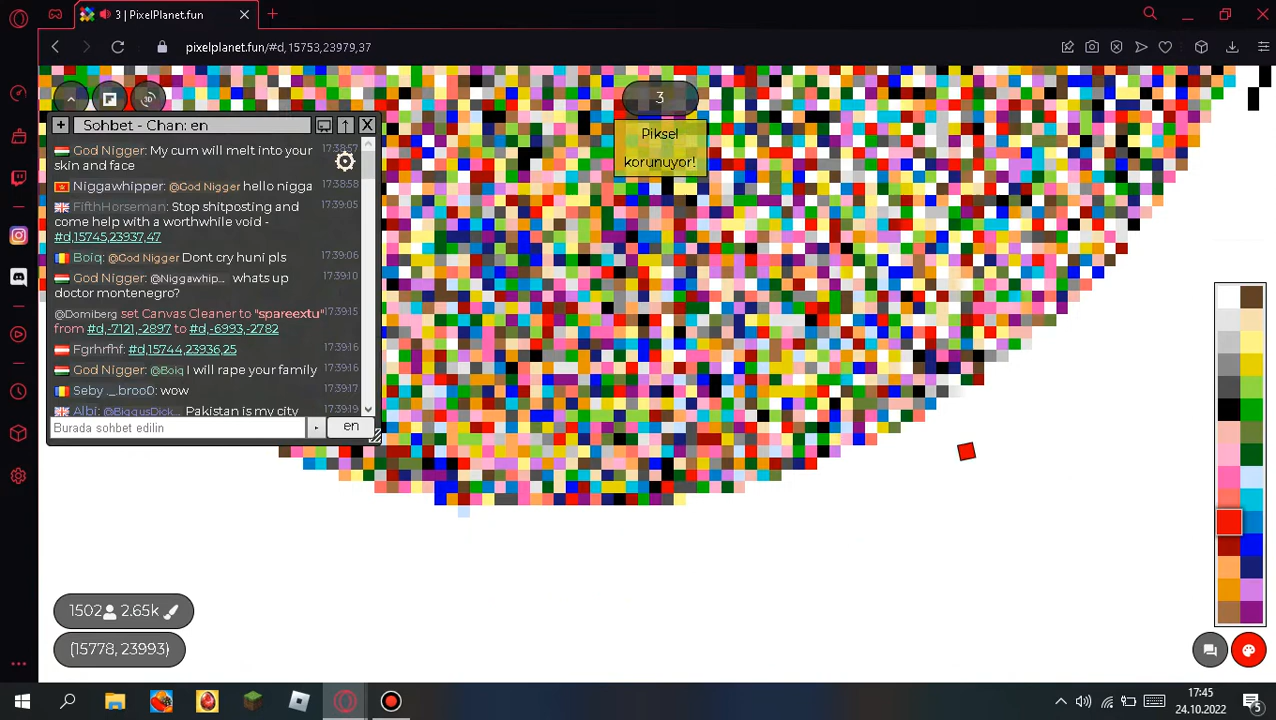 3 | PixelPlanet.fun
pixelplanet.fun/#d,15753,23979,37
3
Piksel
korunuyor!
Sohbet - Chan: en
God Nigger: My cum will melt into your 17:38:57
skin and face
Niggawhipper: @God Nigger hello nigga 17:38:58
FifthHorseman: Stop shitposting and 17:39:05
come help with a worthwhile void -
#d,15745,23937,47
Boiq: @God Nigger Dont cry huni pls 17:39:06
God Nigger: @Niggawhip... whats up 17:39:10
doctor montenegro?
@Domiberg set Canvas Cleaner to "spareextu" 17:39:15
from #d,-7121,-2897 to #d,-6993,-2782
Fgrhrfhf: #d,15744,23936,25 17:39:16
God Nigger: @Boiq I will rape your family 17:39:16
Seby ._.broo0: wow 17:39:17
Albi: @BiggusDick... Pakistan is my city 17:39:19
Burada sohbet edilin
en
1502 2.65k
(15778, 23993)
17:45
24.10.2022
5